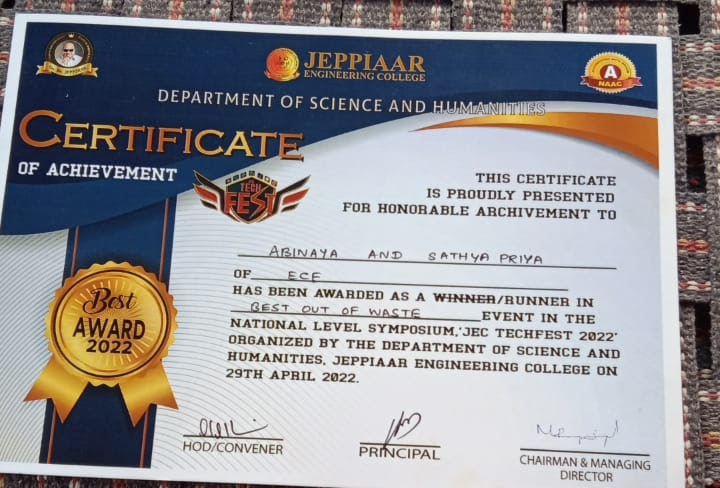 JEPPIAAR
ENGINEERING COLLEGE
A
NAAC
DEPARTMENT OF SCIENCE AND HUMANITIES
CERTIFICATE
OF ACHIEVEMENT
TECH
FEST
THIS CERTIFICATE
IS PROUDLY PRESENTED
FOR HONORABLE ARCHIVEMENT TO
ABINAYA AND SATHYA PRIYA
OF ECE
HAS BEEN AWARDED AS A WINNER/RUNNER IN
BEST OUT OF WASTE EVENT IN THE
NATIONAL LEVEL SYMPOSIUM,'JEC TECHFEST 2022'
ORGANIZED BY THE DEPARTMENT OF SCIENCE AND
HUMANITIES, JEPPIAAR ENGINEERING COLLEGE ON
29TH APRIL 2022.
Best
AWARD
2022
HOD/CONVENER
PRINCIPAL
CHAIRMAN & MANAGING
DIRECTOR